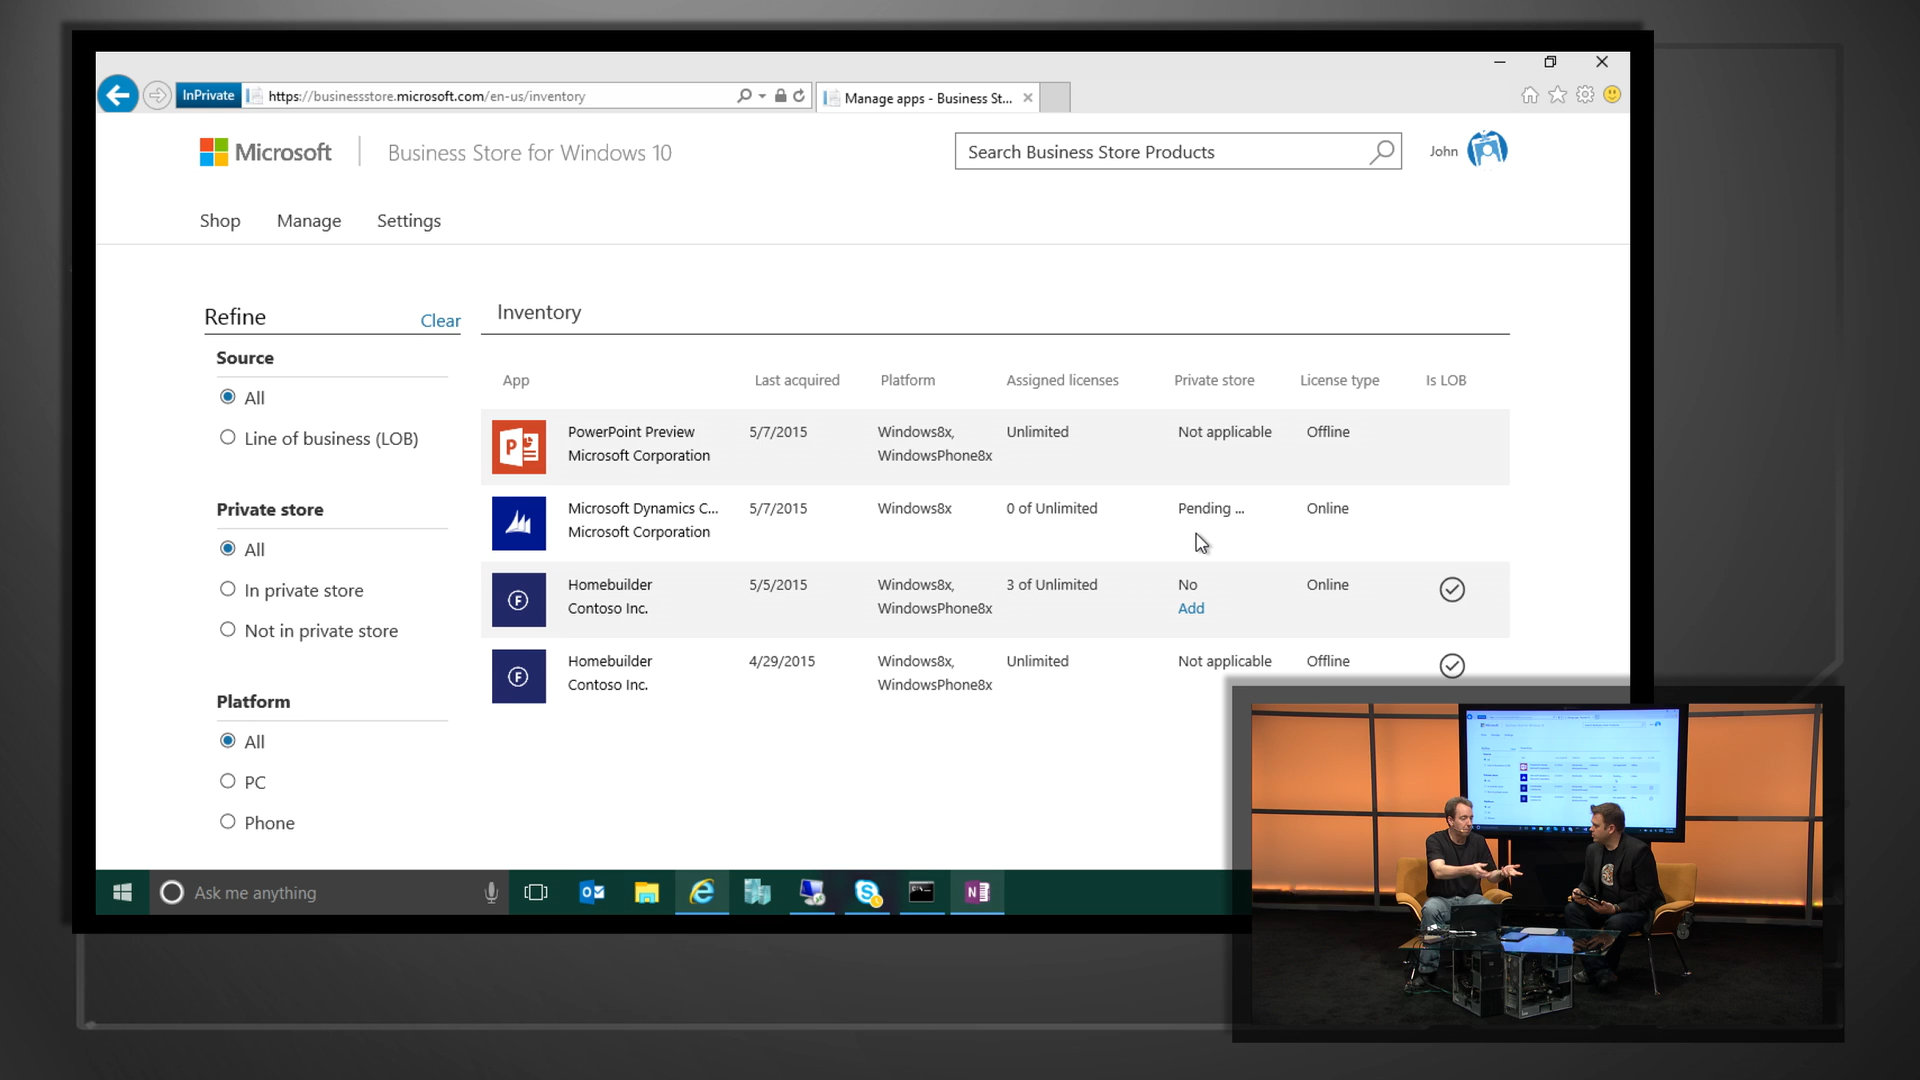 InPrivate
https://businessstore.microsoft.com/en-us/inventory
Manage apps - Business St...
Microsoft
Business Store for Windows 10
Search Business Store Products
John
Shop
Manage
Settings
Refine
Clear
Source
All
Line of business (LOB)
Private store
All
In private store
Not in private store
Platform
All
PC
Phone
Inventory
App
Last acquired
Platform
Assigned licenses
Private store
License type
Is LOB
PowerPoint Preview
Microsoft Corporation
5/7/2015
Windows8x,
WindowsPhone8x
Unlimited
Not applicable
Offline
Microsoft Dynamics C...
Microsoft Corporation
5/7/2015
Windows8x
0 of Unlimited
Pending ...
Online
F
Homebuilder
Contoso Inc.
5/5/2015
Windows8x,
WindowsPhone8x
3 of Unlimited
No
Add
Online
F
Homebuilder
Contoso Inc.
4/29/2015
Windows8x,
WindowsPhone8x
Unlimited
Not applicable
Offline
Ask me anything